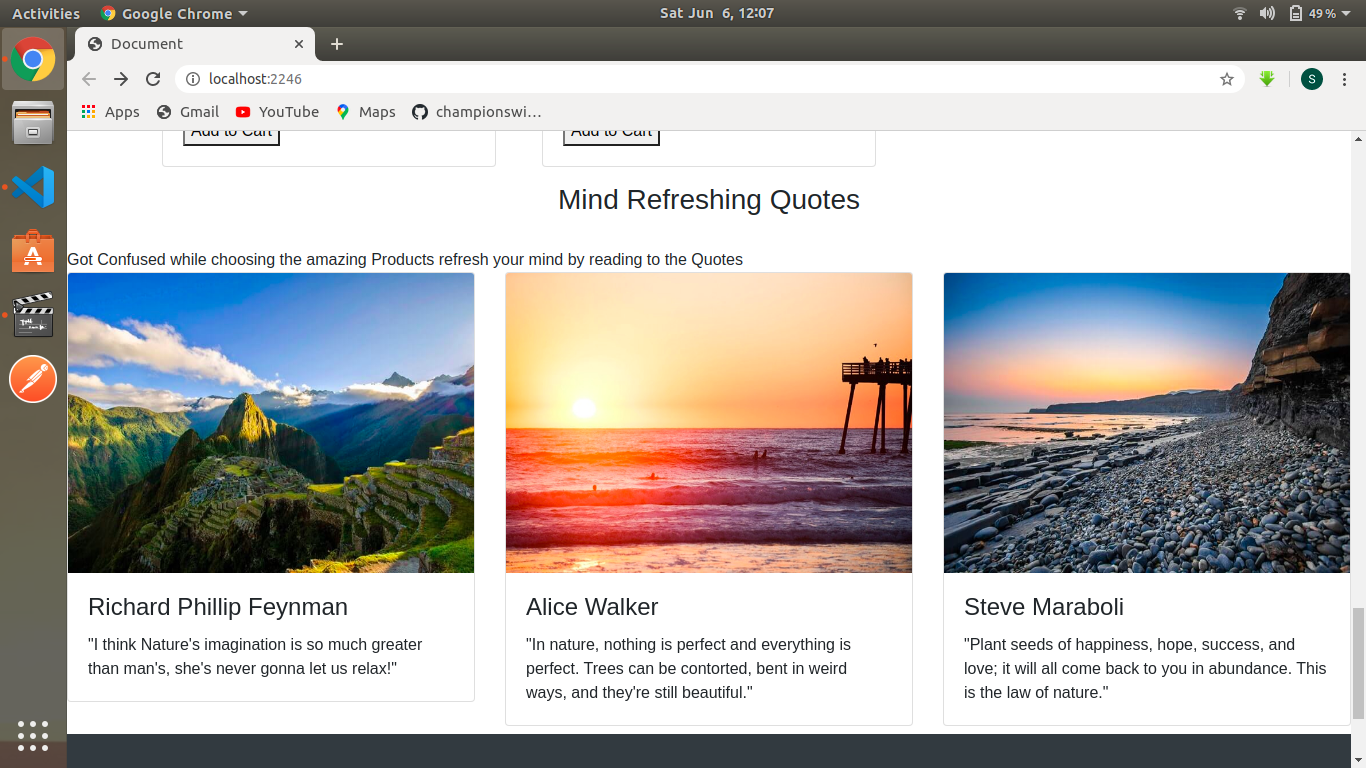 Activities
Google Chrome
Sat Jun 6, 12:07
49 %
Document
localhost:2246
S
Apps
Gmail
YouTube
Maps
championswi…
Add to Cart
Add to Cart
Mind Refreshing Quotes
Got Confused while choosing the amazing Products refresh your mind by reading to the Quotes
Richard Phillip Feynman
"I think Nature's imagination is so much greater
than man's, she's never gonna let us relax!"
Alice Walker
"In nature, nothing is perfect and everything is
perfect. Trees can be contorted, bent in weird
ways, and they're still beautiful."
Steve Maraboli
"Plant seeds of happiness, hope, success, and
love; it will all come back to you in abundance. This
is the law of nature."